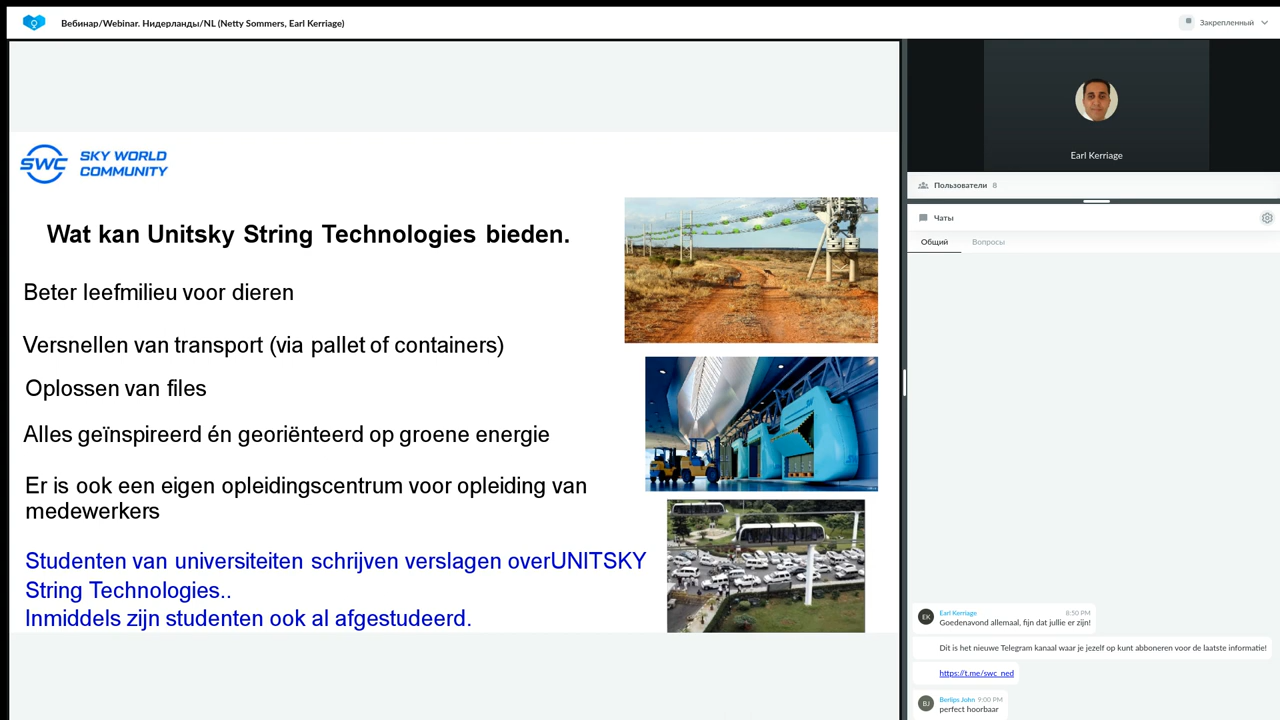 Вебинар/Webinar. Нидерланды/NL (Netty Sommers, Earl Kerriage)
Закрепленный
SWC SKY WORLD
COMMUNITY
Wat kan Unitsky String Technologies bieden.
Beter leefmilieu voor dieren
Versnellen van transport (via pallet of containers)
Oplossen van files
Alles geïnspireerd én georiënteerd op groene energie
Er is ook een eigen opleidingscentrum voor opleiding van
medewerkers
Studenten van universiteiten schrijven verslagen overUNITSKY
String Technologies..
Inmiddels zijn studenten ook al afgestudeerd.
Earl Kerriage
Пользователи 8
Чаты
Общий Вопросы
EK Earl Kerriage 8:50 PM
Goedenavond allemaal, fijn dat jullie er zijn!
Dit is het nieuwe Telegram kanaal waar je jezelf op kunt abboneren voor de laatste informatie!
https://t.me/swc_ned
BJ Berlips John 9:00 PM
perfect hoorbaar